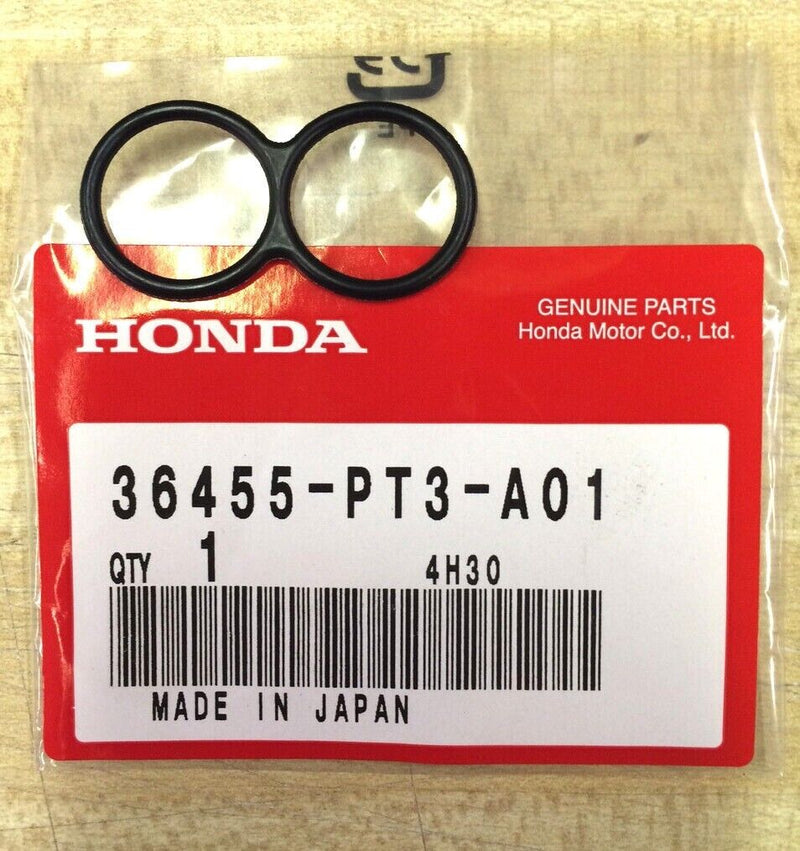 HONDA
GENUINE PARTS
Honda Motor Co., Ltd.
36455-PT3-A01
QTY 1 4H30
MADE IN JAPAN